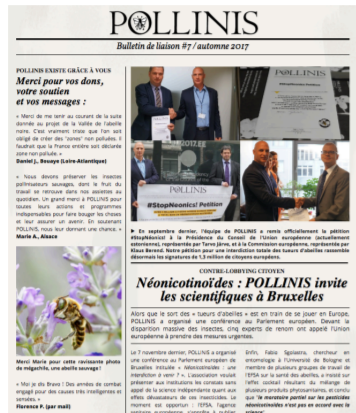 POLLINIS
Bulletin de liaison #7 / automne 2017
POLLINIS EXISTE GRÂCE À VOUS
Merci pour vos dons,
votre soutien
et vos messages :
« Merci de me tenir au courant de la suite
donnée au projet de la Vallée de l'abeille
noire. C'est vraiment triste que l'on soit
obligé de créer des "zones" non polluées. Il
faudrait que la France entière soit déclarée
zone non polluée. »
Daniel J., Bouaye (Loire-Atlantique)
« Nous devons préserver les insectes
pollinisateurs sauvages, dont le fruit du
travail se retrouve dans nos assiettes au
quotidien. Un grand merci à POLLINIS pour
toutes leurs actions et programmes
indispensables pour faire bouger les choses
et leur assurer un avenir. En soutenant
POLLINIS, nous leur donnant une chance. »
Marie A., Alsace
Merci Marie pour cette ravissante photo
de mégachile, une abeille sauvage !
« Moi je dis Bravo ! Des années de combat
engagé pour des causes très intelligentes et
sensées. »
Florence P. (par mail)
#StopNeonics! Petition
POLLINIS
► En septembre dernier, l'équipe de POLLINIS a remis officiellement la pétition
#StopNeonics! à la Présidence du Conseil de l'Union européenne (actuellement
estonienne), représentée par Tarvo Järve, et à la Commission européenne, représentée par
Klaus Berend. Notre pétition pour une interdiction totale des tueurs d'abeilles rassemble
désormais les signatures de 1,3 million de citoyens européens.
CONTRE-LOBBYING CITOYEN
Néonicotinoïdes : POLLINIS invite
les scientifiques à Bruxelles
Alors que le sort des « tueurs d'abeilles » est en train de se jouer en Europe,
POLLINIS a organisé une conférence au Parlement européen. Devant la
disparition massive des insectes, cinq experts de renom ont appelé l'Union
européenne à prendre des mesures urgentes.
Le 7 novembre dernier, POLLINIS a organisé
une conférence au Parlement européen de
Bruxelles intitulée « Néonicotinoïdes : une
interdiction à venir ? ». L'association voulait
présenter aux institutions les constats sans
appel de la science indépendante quant aux
effets dévastateurs de ces insecticides. Le
moment est opportun : l'EFSA, l'agence
Enfin, Fabio Sgolastra, chercheur en
entomologie à l'Université de Bologne et
membre de plusieurs groupes de travail de
l'EFSA sur la santé des abeilles, a insisté sur
l'effet cocktail résultant du mélange de
plusieurs produits phytosanitaires, et conclu
que "le moratoire partiel sur les pesticides
néonicotinoïdes n'est pas en accord avec la